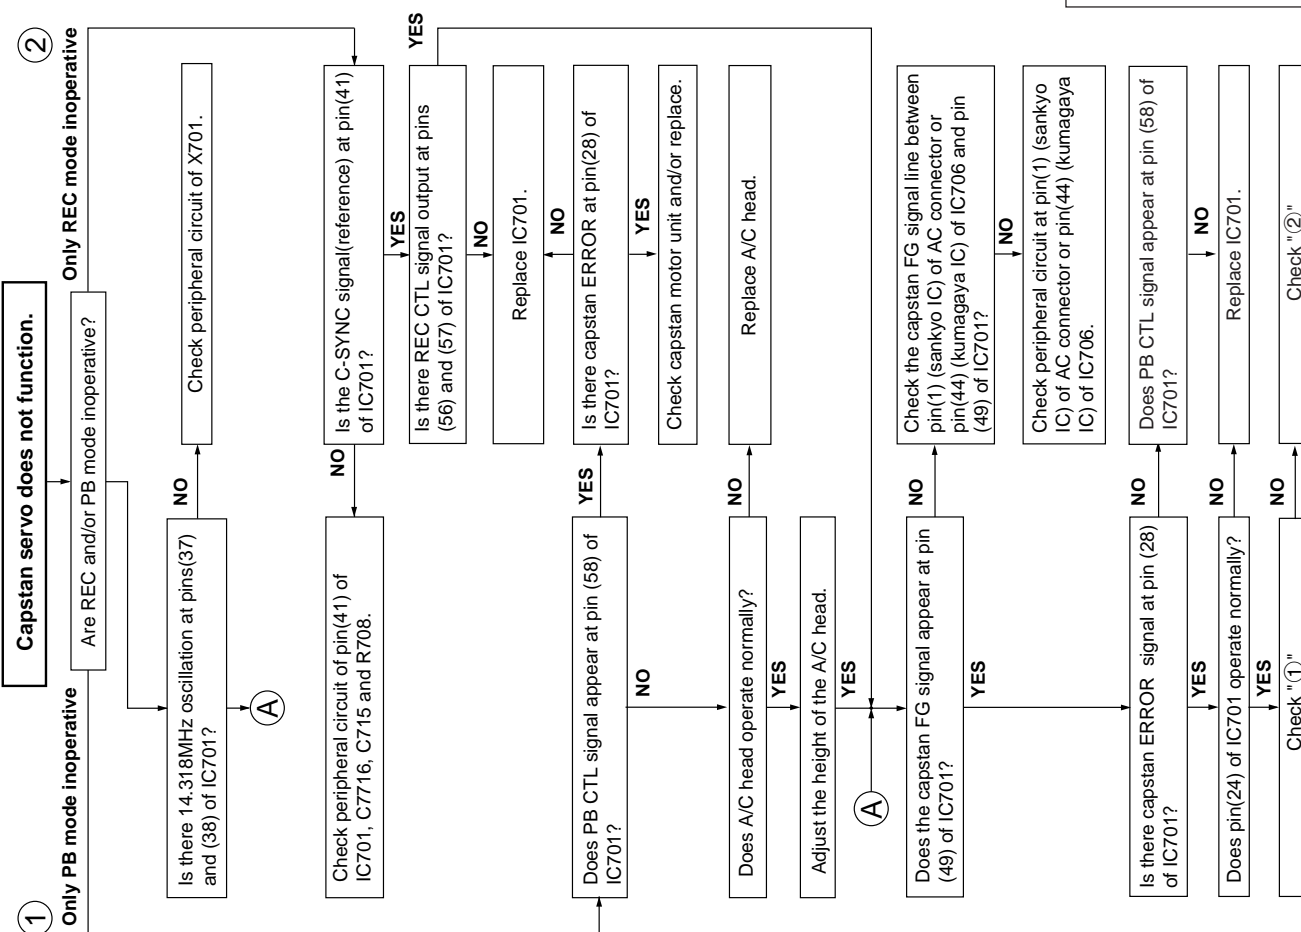 Capstan servo does not function.
①
Only PB mode inoperative
②
Only REC mode inoperative
Are REC and/or PB mode inoperative?
Is there 14.318MHz oscillation at pins(37)
and (38) of IC701?
NO
Check peripheral circuit of X701.
A
Is the C-SYNC signal(reference) at pin(41)
of IC701?
NO
Check peripheral circuit of pin(41) of
IC701, C7716, C715 and R708.
YES
Is there REC CTL signal output at pins
(56) and (57) of IC701?
YES
NO
Replace IC701.
NO
Does PB CTL signal appear at pin (58) of
IC701?
YES
Is there capstan ERROR at pin(28) of
IC701?
YES
Check capstan motor unit and/or replace.
NO
Does A/C head operate normally?
NO
Replace A/C head.
YES
Adjust the height of the A/C head.
YES
A
Does the capstan FG signal appear at pin
(49) of IC701?
NO
Check the capstan FG signal line between
pin(1) (sankyo IC) of AC connector or
pin(44) (kumagaya IC) of IC706 and pin
(49) of IC701?
NO
Check peripheral circuit at pin(1) (sankyo
IC) of AC connector or pin(44) (kumagaya
IC) of IC706.
YES
Is there capstan ERROR signal at pin (28)
of IC701?
NO
Does PB CTL signal appear at pin (58) of
IC701?
NO
YES
Does pin(24) of IC701 operate normally?
NO
Replace IC701.
YES
Check "①"
NO
Check "②"